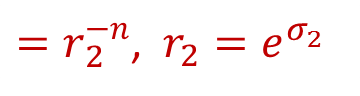 = r₂⁻ⁿ, r₂ = e^{σ₂}